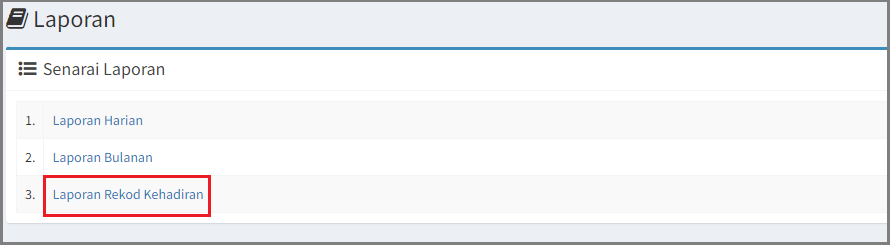 Laporan
Senarai Laporan
1. Laporan Harian
2. Laporan Bulanan
3. Laporan Rekod Kehadiran